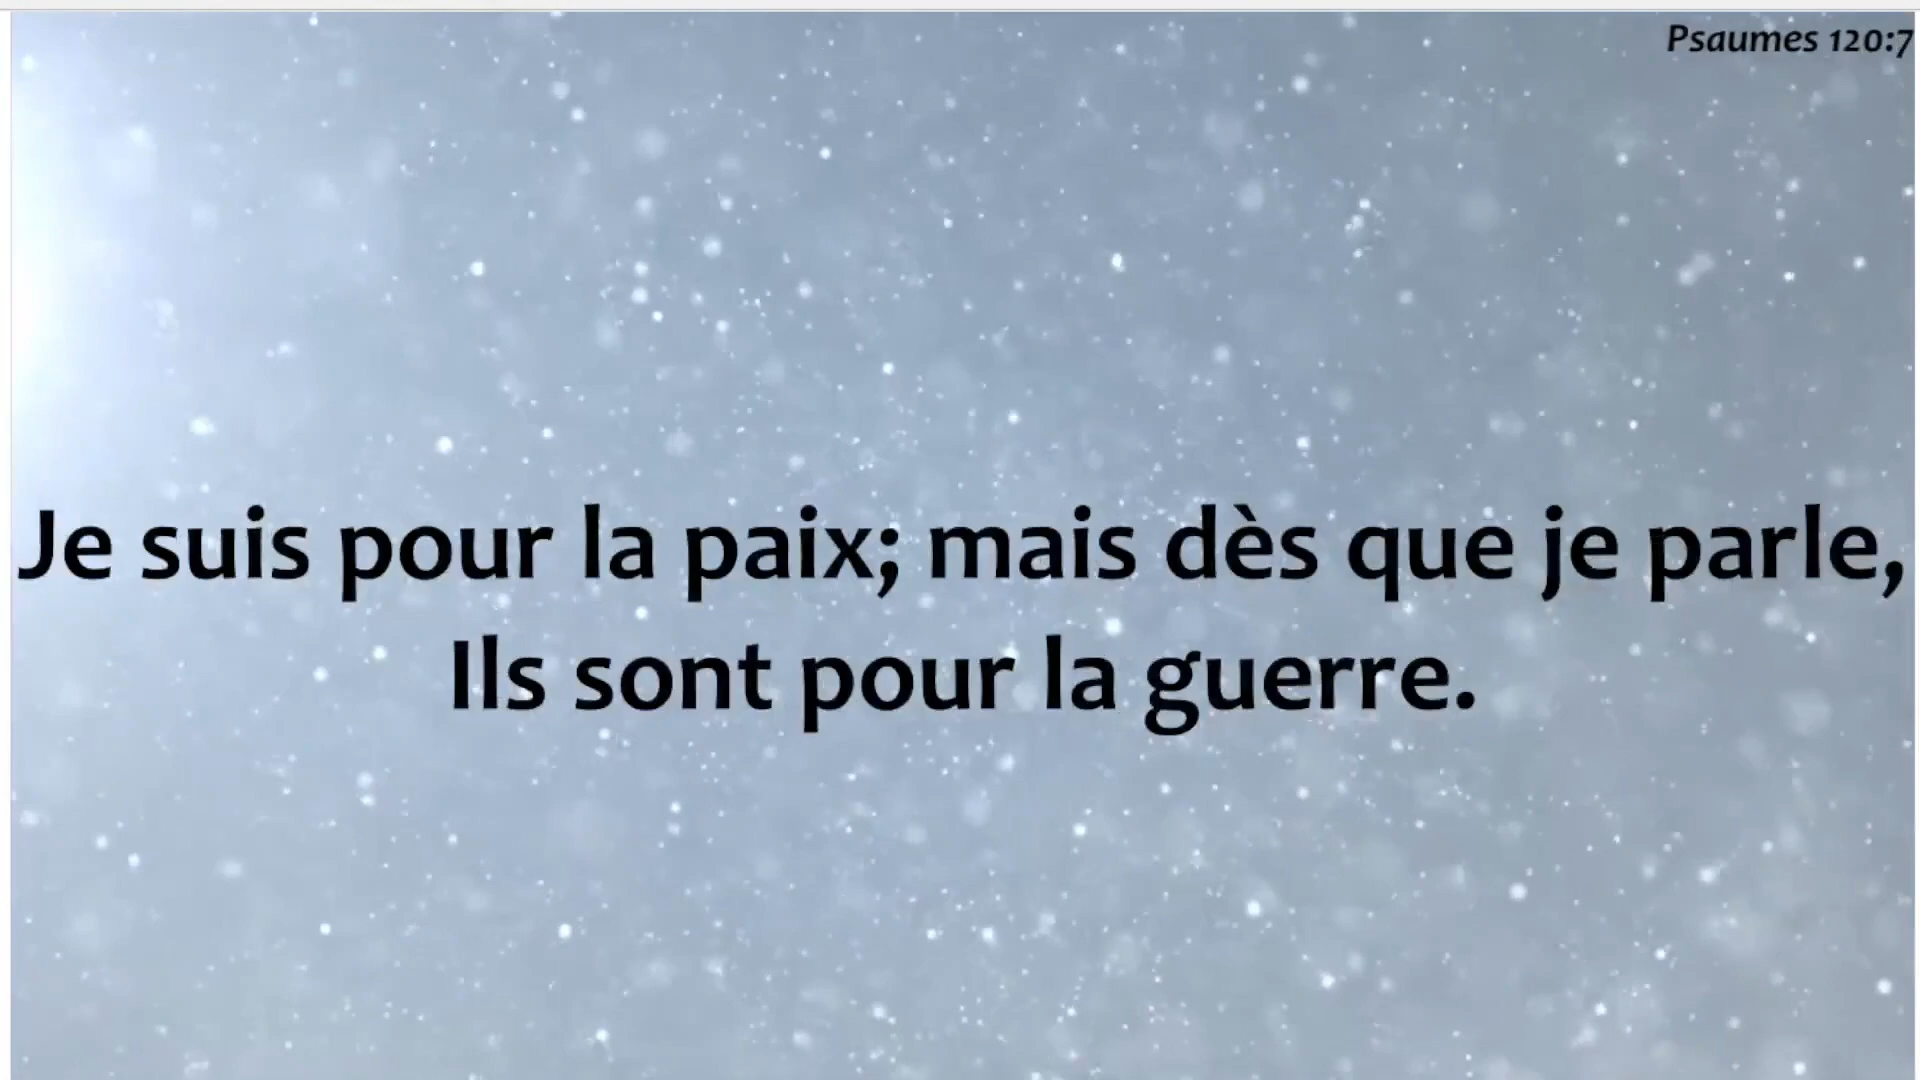 Psaumes 120:7
Je suis pour la paix; mais dès que je parle,
Ils sont pour la guerre.